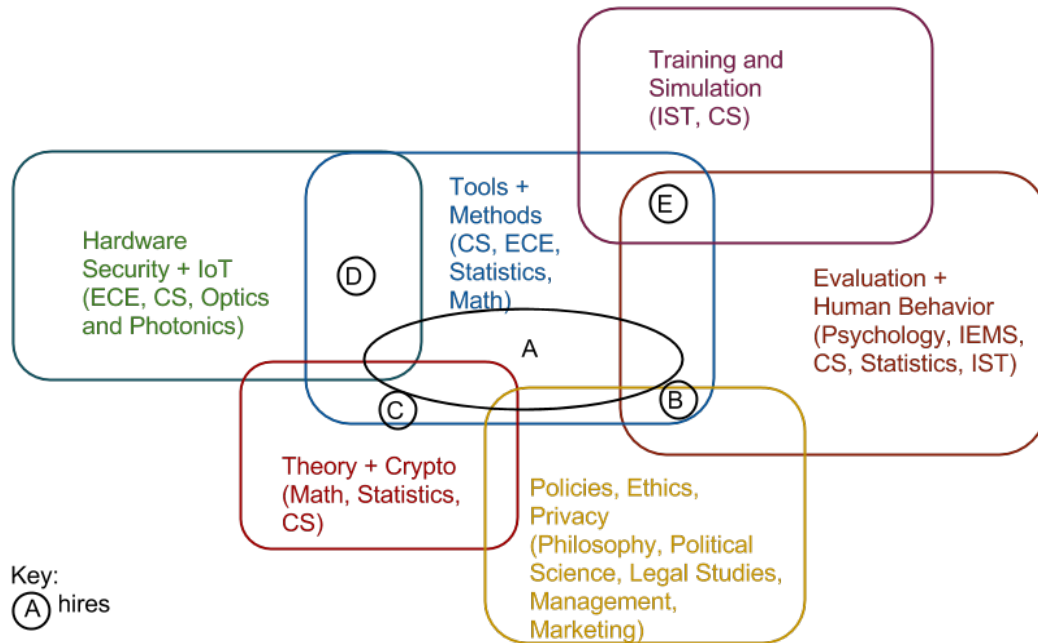 Training and
Simulation
(IST, CS)
Tools +
Methods
(CS, ECE,
Statistics,
Math)
E
Hardware
Security + IoT
(ECE, CS, Optics
and Photonics)
D
Evaluation +
Human Behavior
(Psychology, IEMS,
CS, Statistics, IST)
A
C
B
Theory + Crypto
(Math, Statistics,
CS)
Policies, Ethics,
Privacy
(Philosophy, Political
Science, Legal Studies,
Management,
Marketing)
Key:
A hires